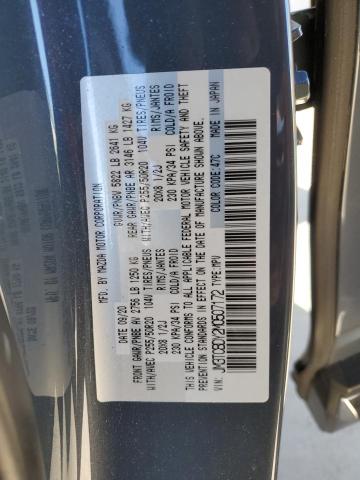 MFD BY: MAZDA MOTOR CORPORATION
DATE: 09/20 GVWR/PNBV 5822 LB 2641 KG
FRONT GAWR/PNBE AV 2756 LB 1250 KG REAR GAWR/PNBE AR 3146 LB 1427 KG
WITH/AVEC P255/50R20 104V TIRES/PNEUS WITH/AVEC P255/50R20 104V TIRES/PNEUS
20X8 1/2J RIMS/JANTES 20X8 1/2J RIMS/JANTES
230 KPA/34 PSI COLD/A FROID 230 KPA/34 PSI COLD/A FROID
THIS VEHICLE CONFORMS TO ALL APPLICABLE FEDERAL MOTOR VEHICLE SAFETY AND THEFT
PREVENTION STANDARDS IN EFFECT ON THE DATE OF MANUFACTURE SHOWN ABOVE.
MADE IN JAPAN
VIN: JM3TCBDY2M0507172 TYPE: MPV COLOR CODE: 47C